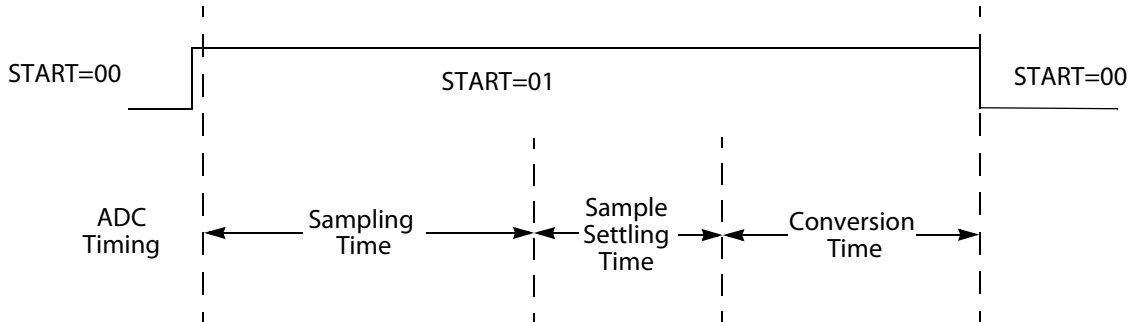 START=00
START=01
START=00
ADC
Timing
Sampling
Time
Sample
Settling
Time
Conversion
Time